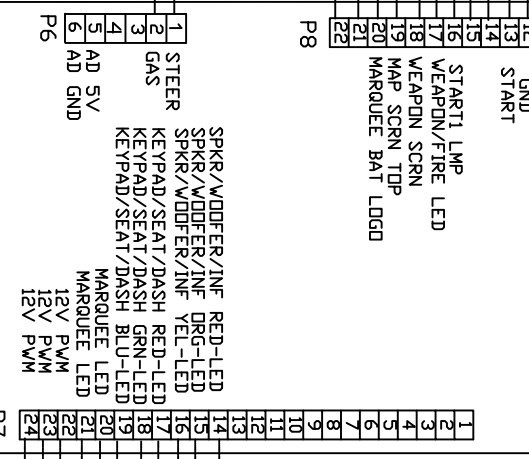 12 GND
13 START
14
15
16 START1 LMP
17 WEAPON/FIRE LED
18 WEAPON SCRN
19 MAP SCRN TOP
20 MARQUEE BAT LOGO
21
22
P8
1 STEER
2 GAS
3
4
5 AD 5V
6 AD GND
P6
1
2
3
4
5
6
7
8
9
10
11
12
13
SPKR/WOOFER/INF RED-LED 14
SPKR/WOOFER/INF ORG-LED 15
SPKR/WOOFER/INF YEL-LED 16
KEYPAD/SEAT/DASH RED-LED 17
KEYPAD/SEAT/DASH GRN-LED 18
KEYPAD/SEAT/DASH BLU-LED 19
MARQUEE LED 20
MARQUEE LED 21
12V PWM 22
12V PWM 23
12V PWM 24
P7